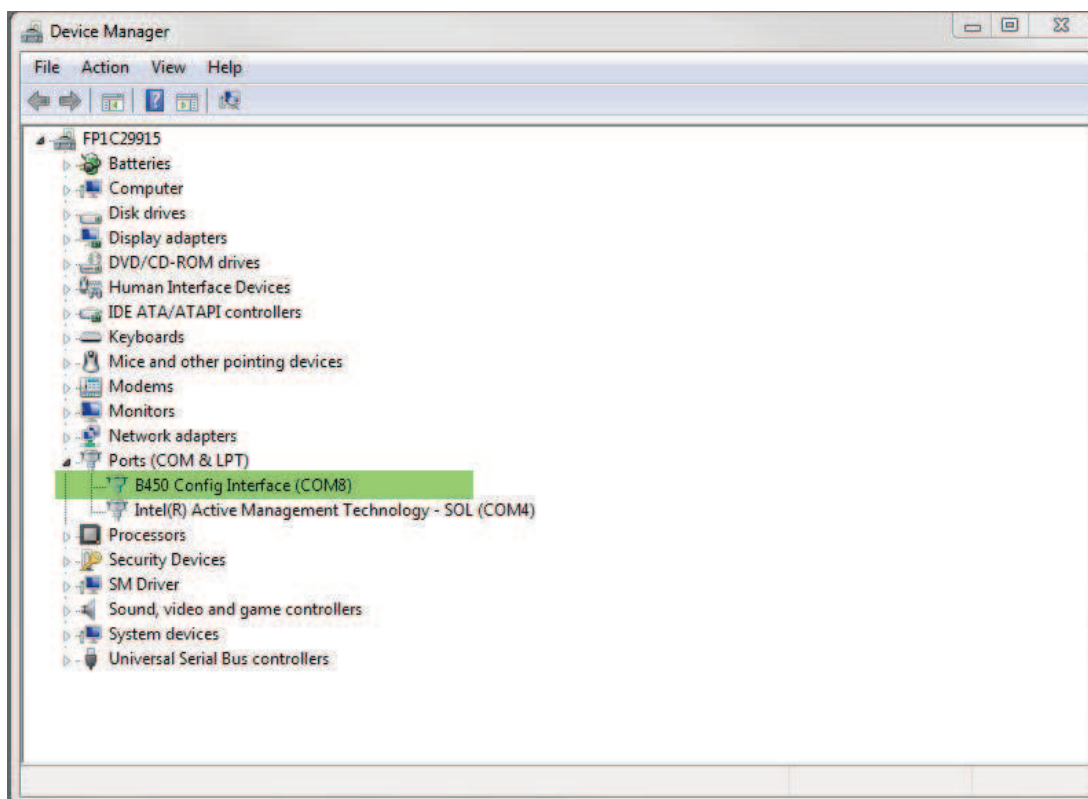 Device Manager
File Action View Help
FP1C29915
Batteries
Computer
Disk drives
Display adapters
DVD/CD-ROM drives
Human Interface Devices
IDE ATA/ATAPI controllers
Keyboards
Mice and other pointing devices
Modems
Monitors
Network adapters
Ports (COM & LPT)
B450 Config Interface (COM8)
Intel(R) Active Management Technology - SOL (COM4)
Processors
Security Devices
SM Driver
Sound, video and game controllers
System devices
Universal Serial Bus controllers